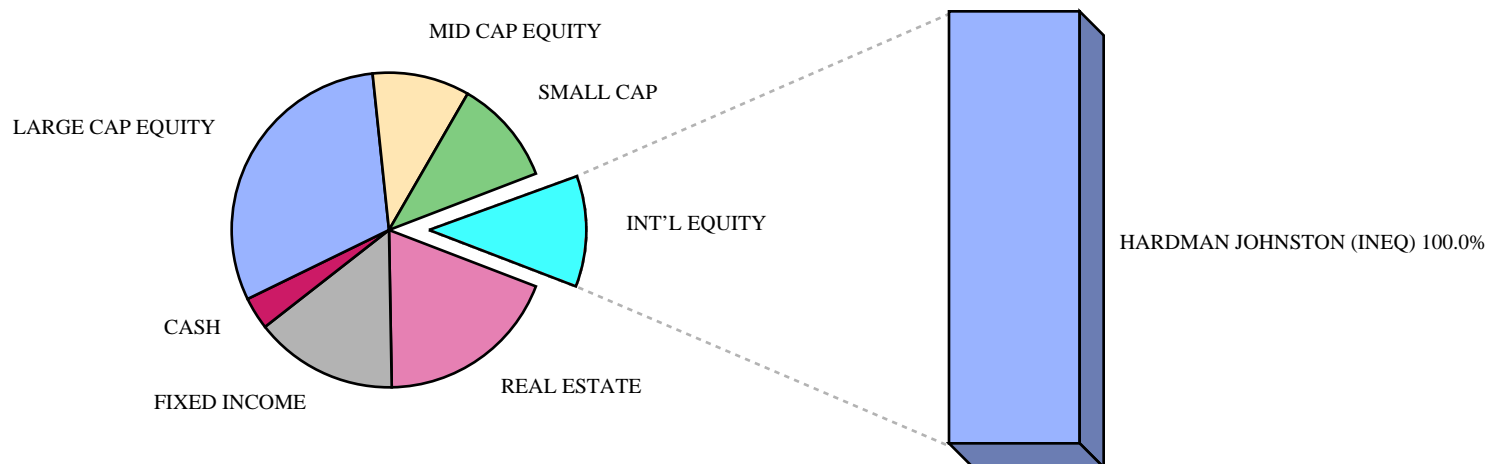 MID CAP EQUITY
SMALL CAP
LARGE CAP EQUITY
INT'L EQUITY
HARDMAN JOHNSTON (INEQ) 100.0%
CASH
REAL ESTATE
FIXED INCOME